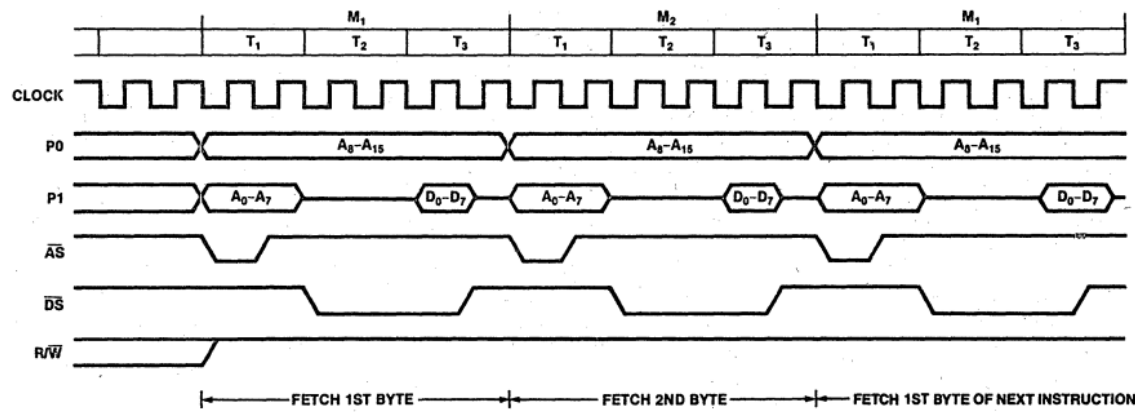 M₁ M₂ M₁
T₁ T₂ T₃ T₁ T₂ T₃ T₁ T₂ T₃
CLOCK
P0 A₈–A₁₅ A₈–A₁₅ A₈–A₁₅
P1 A₀–A₇ D₀–D₇ A₀–A₇ D₀–D₇ A₀–A₇ D₀–D₇
A̅S̅
D̅S̅
R/W̅
FETCH 1ST BYTE FETCH 2ND BYTE FETCH 1ST BYTE OF NEXT INSTRUCTION